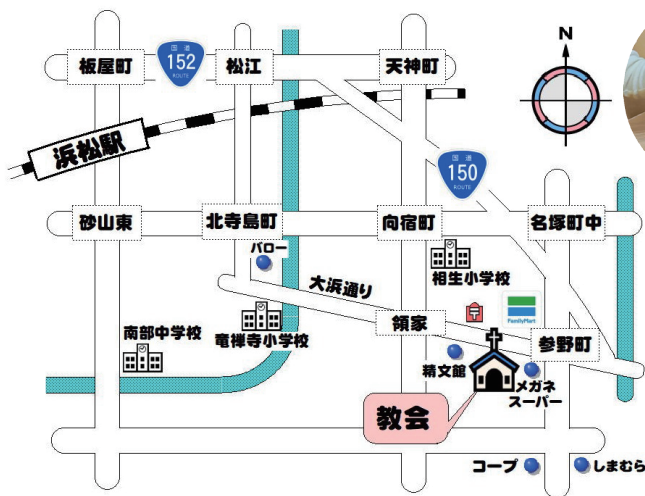 板屋町
国道
152
ROUTE
松江
天神町
N
浜松駅
国道
150
ROUTE
砂山東
北寺島町
向宿町
名塚町中
バロー
相生小学校
大浜通り
FamilyMart
領家
参野町
南部中学校
竜禅寺小学校
精文館
メガネ
スーパー
教会
コープ
しまむら